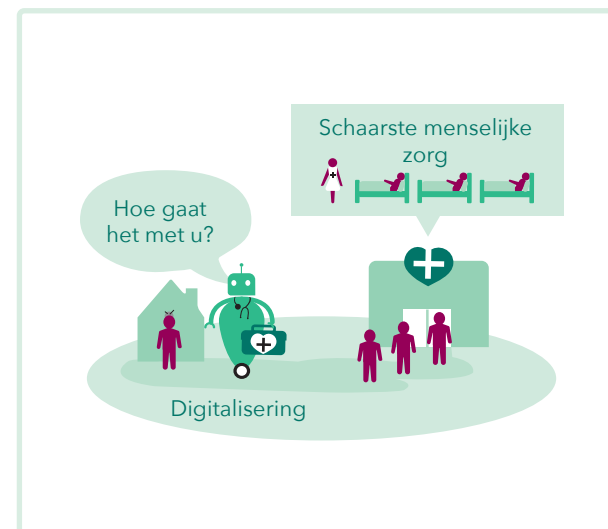 Schaarste menselijke
zorg
Hoe gaat
het met u?
Digitalisering